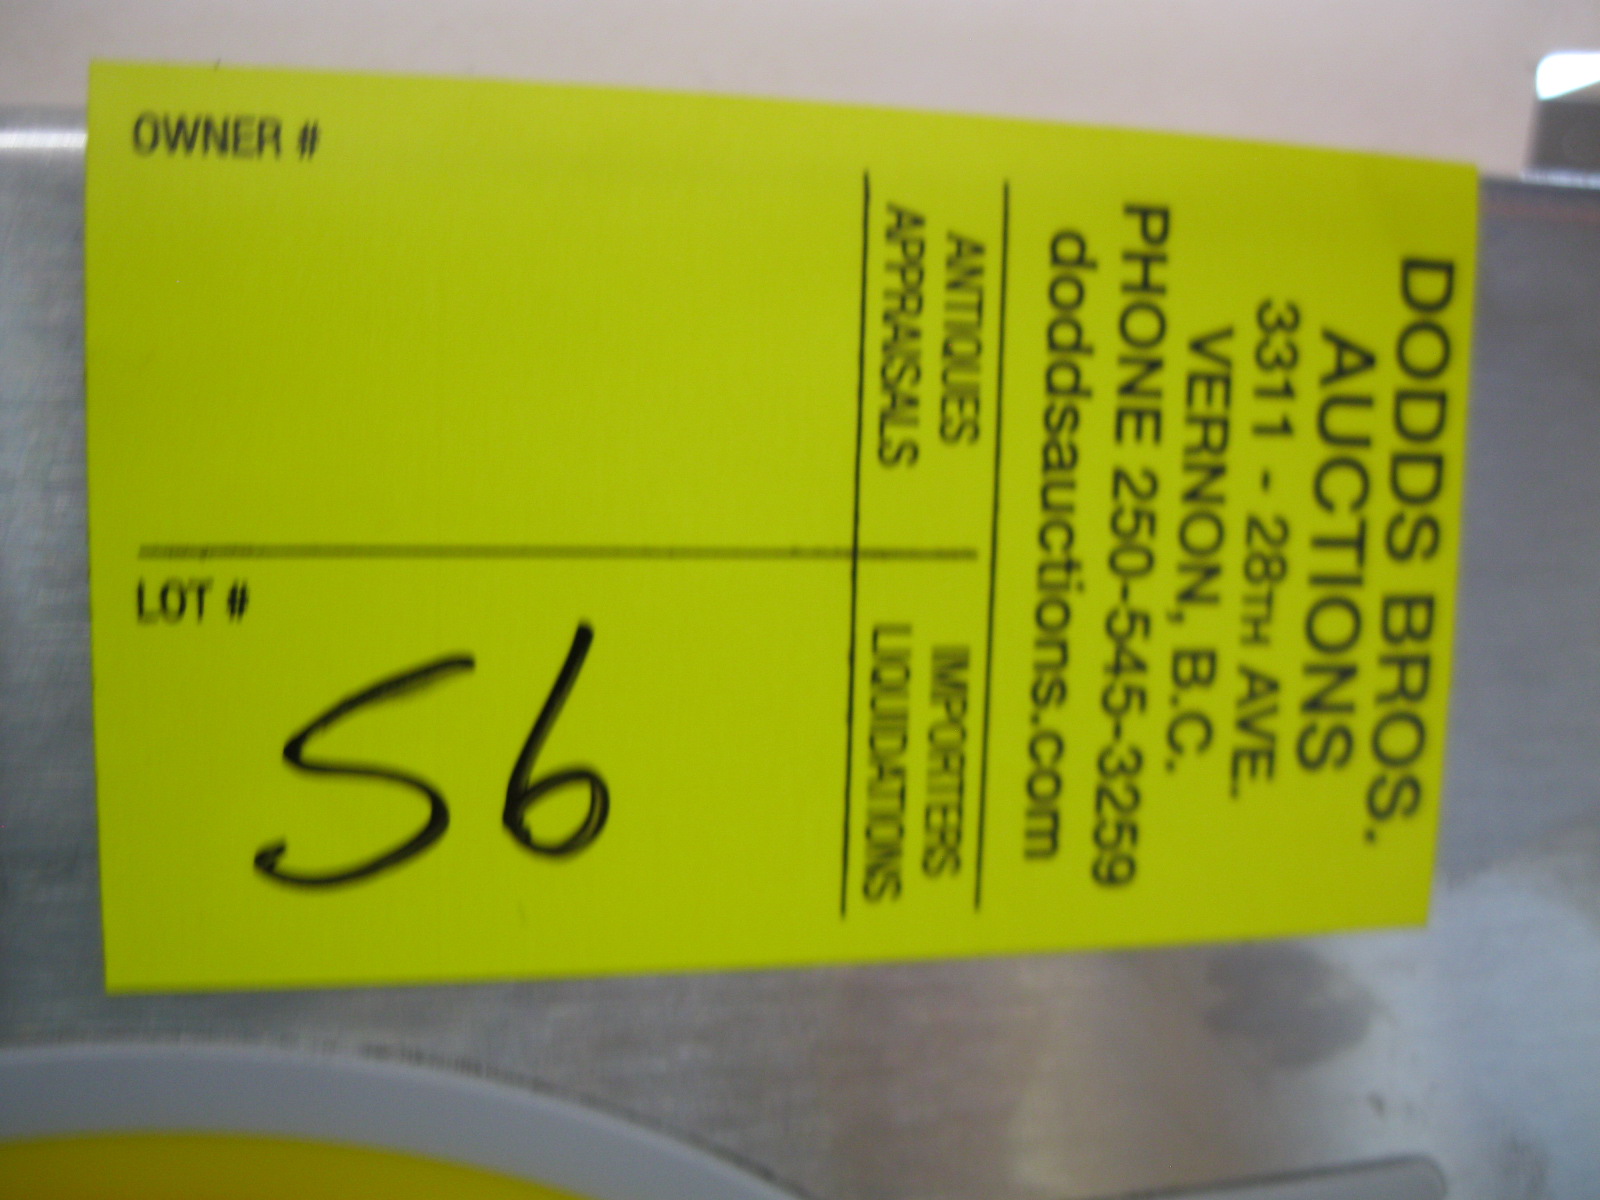 DODDS BROS.
AUCTIONS
3311 - 28TH AVE.
VERNON, B.C.
PHONE 250-545-3259
doddsauctions.com
ANTIQUES
APPRAISALS
IMPORTERS
LIQUIDATIONS
OWNER #
LOT #
56